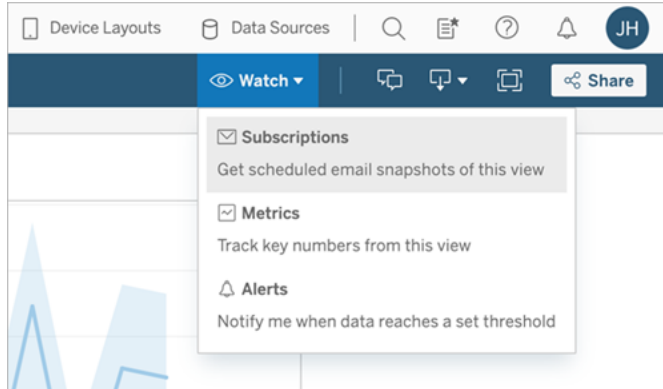 Device Layouts
Data Sources
JH
Watch
Share
Subscriptions
Get scheduled email snapshots of this view
Metrics
Track key numbers from this view
Alerts
Notify me when data reaches a set threshold